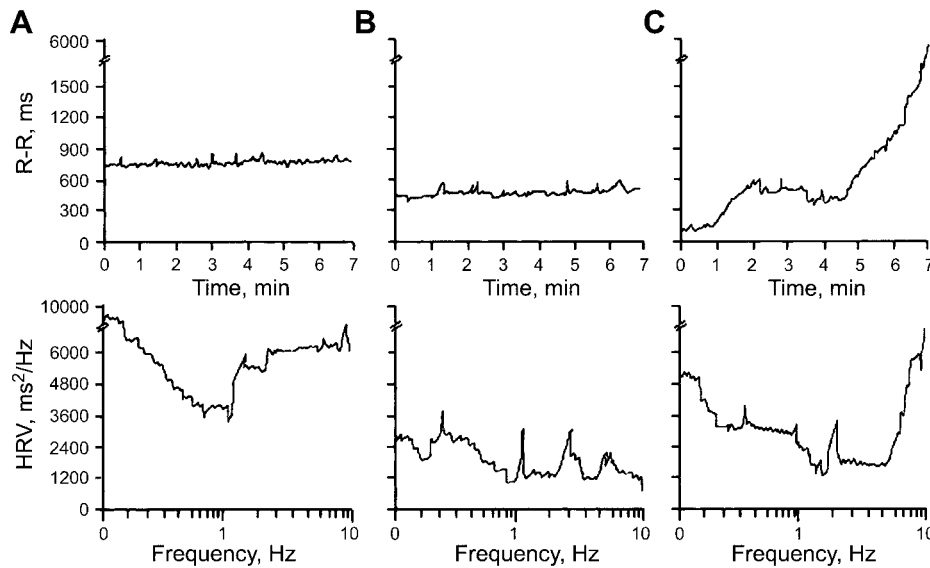 A
B
C
R-R, ms
6000
1500
1200
900
600
300
0
0 1 2 3 4 5 6 7
0 1 2 3 4 5 6 7
0 1 2 3 4 5 6 7
Time, min
Time, min
Time, min
HRV, ms²/Hz
10000
6000
4800
3600
2400
1200
0
0 1 10
0 1 10
0 1 10
Frequency, Hz
Frequency, Hz
Frequency, Hz